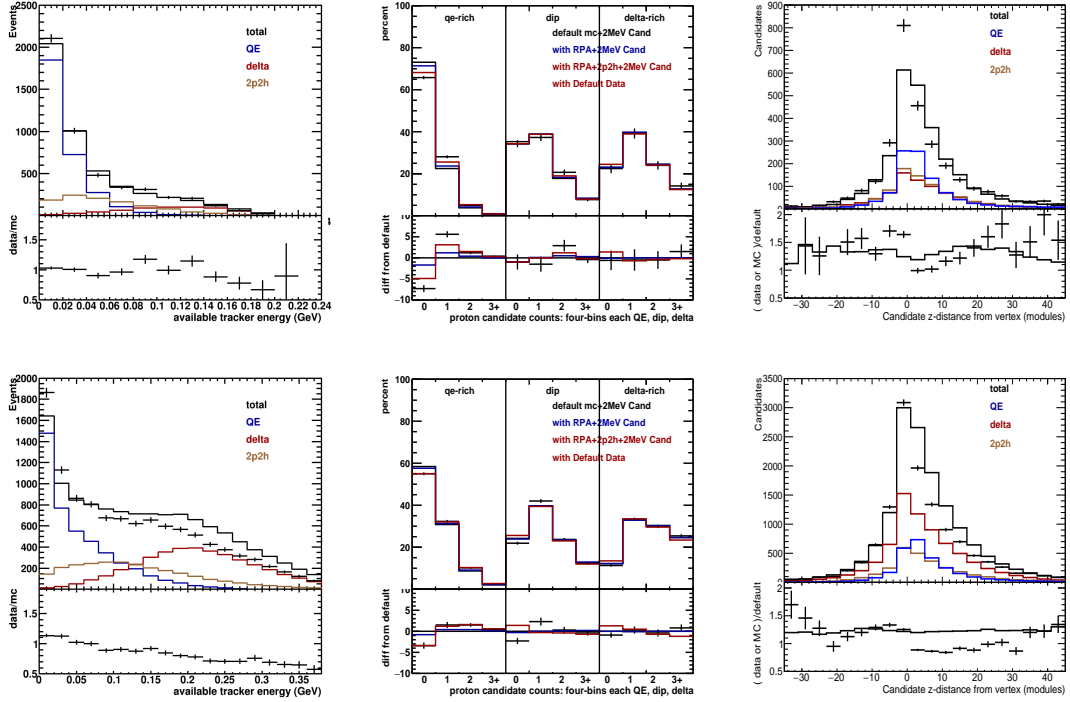 Events
2500
2000
1500
1000
500
total
QE
delta
2p2h
data/mc
1.5
1
0.5
0 0.02 0.04 0.06 0.08 0.1 0.12 0.14 0.16 0.18 0.2 0.22 0.24
available tracker energy (GeV)
percent
100
80
60
40
20
qe-rich dip delta-rich
default mc+2MeV Cand
with RPA+2MeV Cand
with RPA+2p2h+2MeV Cand
with Default Data
diff from default
10
5
0
−5
−10
0 1 2 3+ 0 1 2 3+ 0 1 2 3+
proton candidate counts: four-bins each QE, dip, delta
Candidates
900
800
700
600
500
400
300
200
100
0
total
QE
delta
2p2h
( data or MC )/default
2
1.5
1
0.5
−30 −20 −10 0 10 20 30 40
Candidate z-distance from vertex (modules)
Events
2000
1800
1600
1400
1200
1000
800
600
400
200
total
QE
delta
2p2h
data/mc
1.5
1
0.5
0 0.05 0.1 0.15 0.2 0.25 0.3 0.35
available tracker energy (GeV)
percent
100
80
60
40
20
qe-rich dip delta-rich
default mc+2MeV Cand
with RPA+2MeV Cand
with RPA+2p2h+2MeV Cand
with Default Data
diff from default
10
5
0
−5
−10
0 1 2 3+ 0 1 2 3+ 0 1 2 3+
proton candidate counts: four-bins each QE, dip, delta
Candidates
3500
3000
2500
2000
1500
1000
500
0
total
QE
delta
2p2h
( data or MC )/default
2
1.5
1
0.5
−30 −20 −10 0 10 20 30 40
Candidate z-distance from vertex (modules)